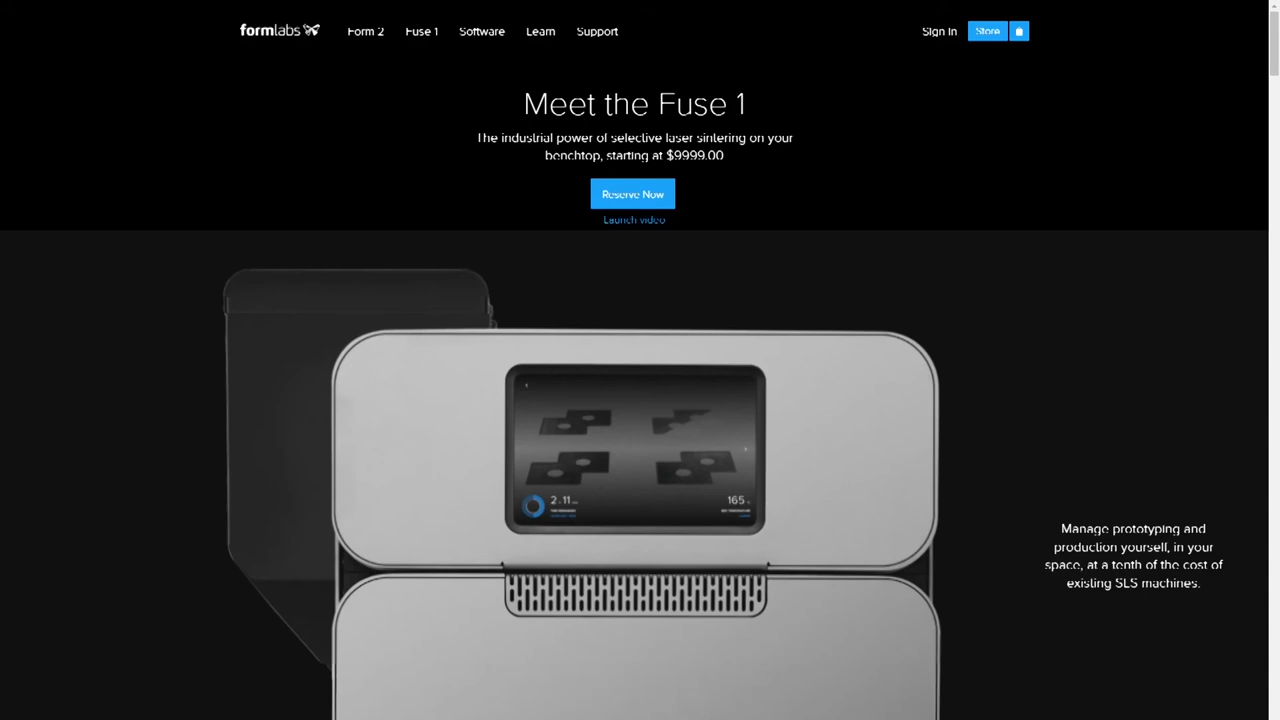 formlabs
Form 2
Fuse 1
Software
Learn
Support
Sign In
Store
Meet the Fuse 1
The industrial power of selective laser sintering on your
benchtop, starting at $9999.00
Reserve Now
Launch video
2
11
165
Manage prototyping and
production yourself, in your
space, at a tenth of the cost of
existing SLS machines.